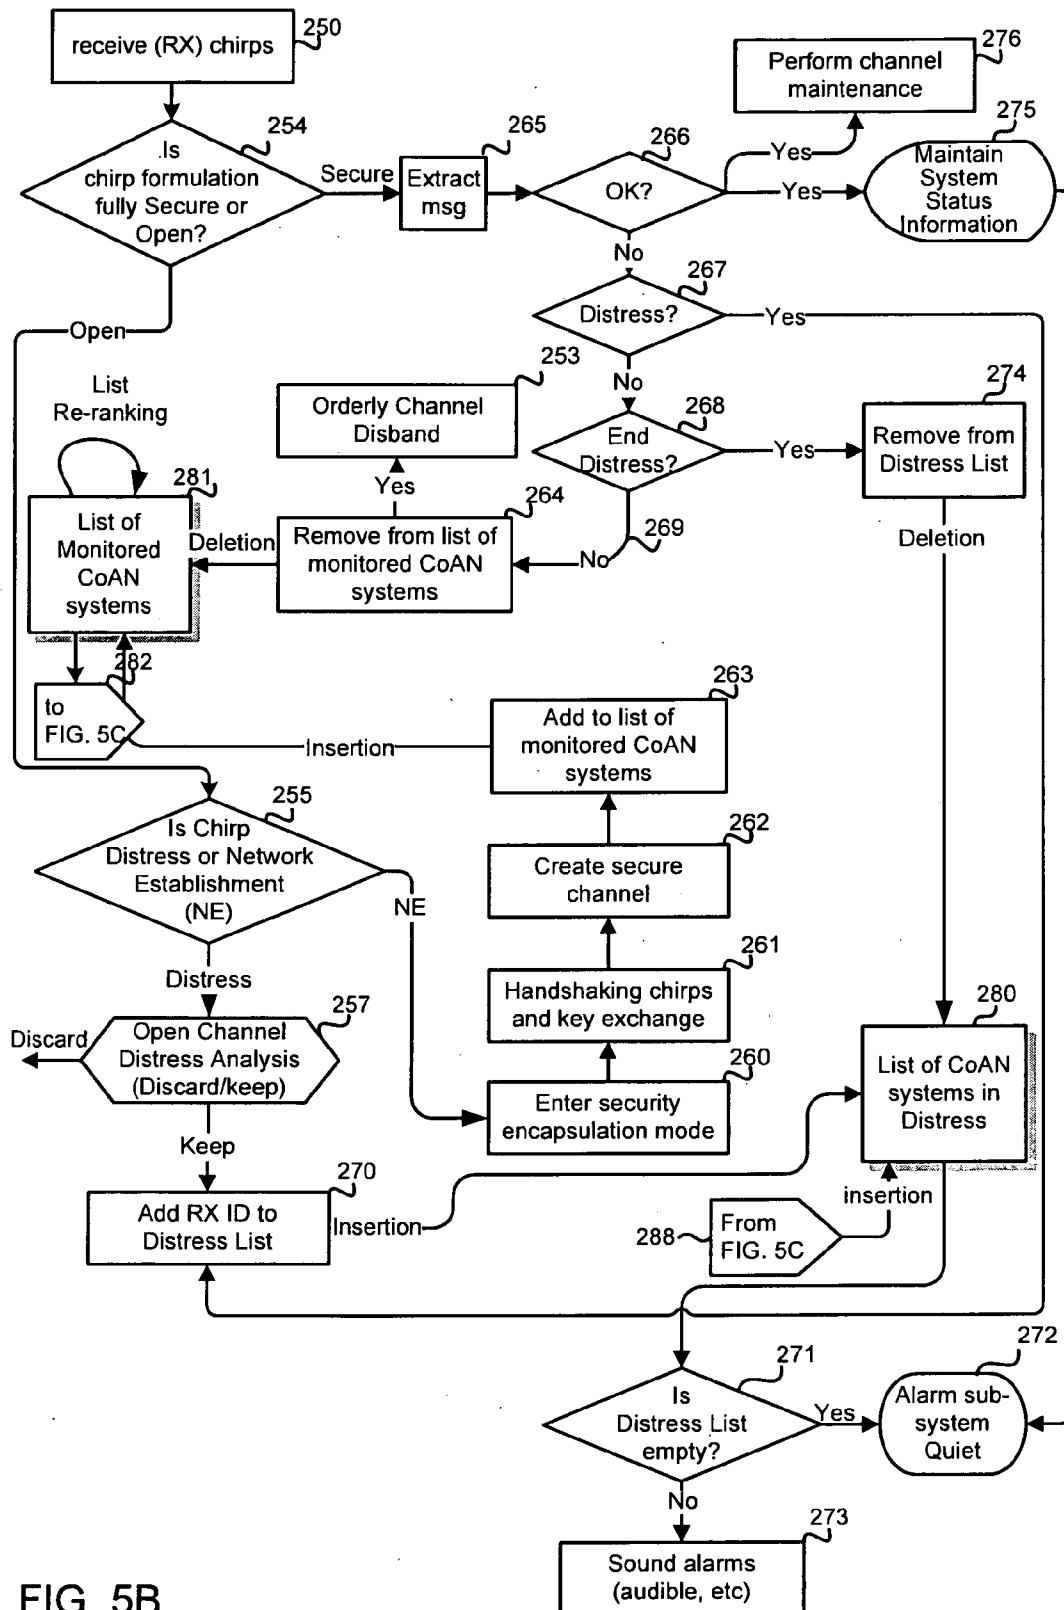 receive (RX) chirps
250
276
Perform channel
maintenance
254
Is
chirp formulation
fully Secure or
Open?
Secure
265
Extract
msg
266
OK?
Yes
Yes
275
Maintain
System
Status
Information
No
267
Distress?
Yes
Open
No
253
Orderly Channel
Disband
268
End
Distress?
Yes
274
Remove from
Distress List
List
Re-ranking
Yes
281
List of
Monitored
CoAN
systems
Deletion
264
Remove from list of
monitored CoAN
systems
No
269
Deletion
282
to
FIG. 5C
Insertion
263
Add to list of
monitored CoAN
systems
255
Is Chirp
Distress or Network
Establishment
(NE)
NE
262
Create secure
channel
261
Handshaking chirps
and key exchange
Distress
257
Open Channel
Distress Analysis
(Discard/keep)
Discard
260
Enter security
encapsulation mode
280
List of CoAN
systems in
Distress
Keep
270
Add RX ID to
Distress List
Insertion
insertion
288
From
FIG. 5C
271
Is
Distress List
empty?
Yes
272
Alarm sub-
system
Quiet
No
273
Sound alarms
(audible, etc)
FIG. 5B